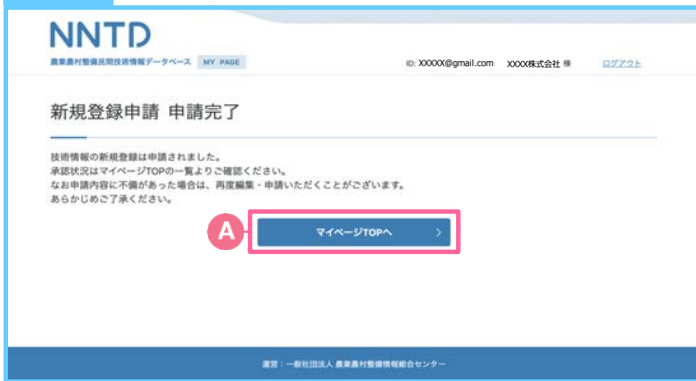 NNTD
農業農村整備民間技術情報データベース MY PAGE
ID: XXXXX@gmail.com XXXX株式会社 様 ログアウト
新規登録申請 申請完了
技術情報の新規登録は申請されました。
承認状況はマイページTOPの一覧よりご確認ください。
なお申請内容に不備があった場合は、再度編集・申請いただくことがございます。
あらかじめご了承ください。
A
マイページTOPへ
運営：一般社団法人 農業農村整備情報総合センター